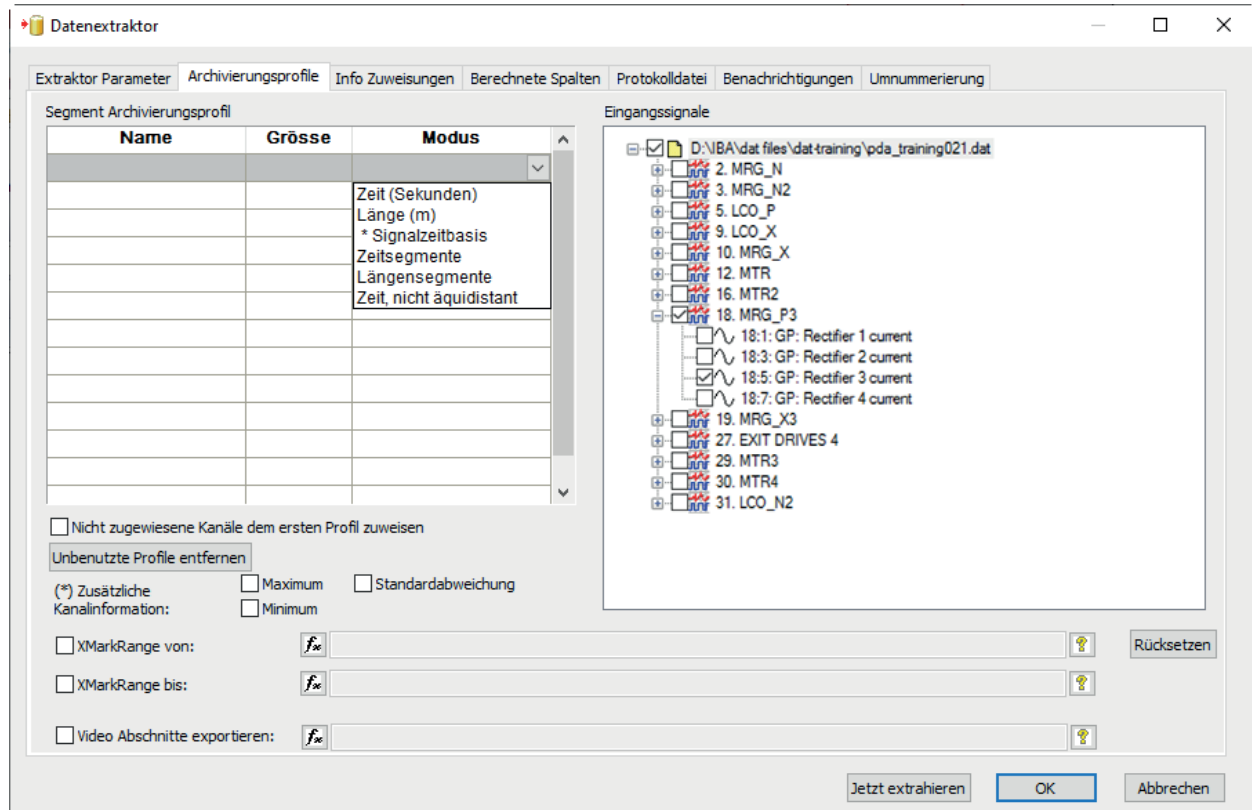 Datenextraktor
Extraktor Parameter Archivierungsprofile Info Zuweisungen Berechnete Spalten Protokolldatei Benachrichtigungen Umnummerierung
Segment Archivierungsprofil
Name Grösse Modus
Zeit (Sekunden)
Länge (m)
* Signalzeitbasis
Zeitsegmente
Längensegmente
Zeit, nicht äquidistant
Nicht zugewiesene Kanäle dem ersten Profil zuweisen
Unbenutzte Profile entfernen
(*) Zusätzliche
Kanalinformation:
Maximum Standardabweichung
Minimum
Eingangssignale
D:\IBA\dat files\dat-training\pda_training021.dat
2. MRG_N
3. MRG_N2
5. LCO_P
9. LCO_X
10. MRG_X
12. MTR
16. MTR2
18. MRG_P3
18:1: GP: Rectifier 1 current
18:3: GP: Rectifier 2 current
18:5: GP: Rectifier 3 current
18:7: GP: Rectifier 4 current
19. MRG_X3
27. EXIT DRIVES 4
29. MTR3
30. MTR4
31. LCO_N2
XMarkRange von: fx ? Rücksetzen
XMarkRange bis: fx ?
Video Abschnitte exportieren: fx ?
Jetzt extrahieren OK Abbrechen